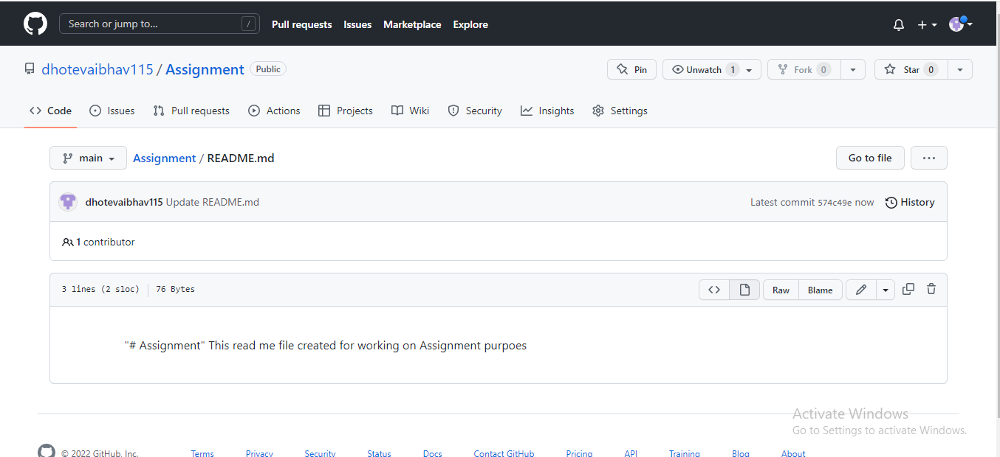 Search or jump to... /
Pull requests Issues Marketplace Explore
dhotevaibhav115 / Assignment Public
Pin Unwatch 1 Fork 0 Star 0
Code Issues Pull requests Actions Projects Wiki Security Insights Settings
main Assignment / README.md Go to file ...
dhotevaibhav115 Update README.md Latest commit 574c49e now History
1 contributor
3 lines (2 sloc) 76 Bytes <> Raw Blame
"# Assignment" This read me file created for working on Assignment purpoes
Activate Windows
Go to Settings to activate Windows.
© 2022 GitHub, Inc. Terms Privacy Security Status Docs Contact GitHub Pricing API Training Blog About